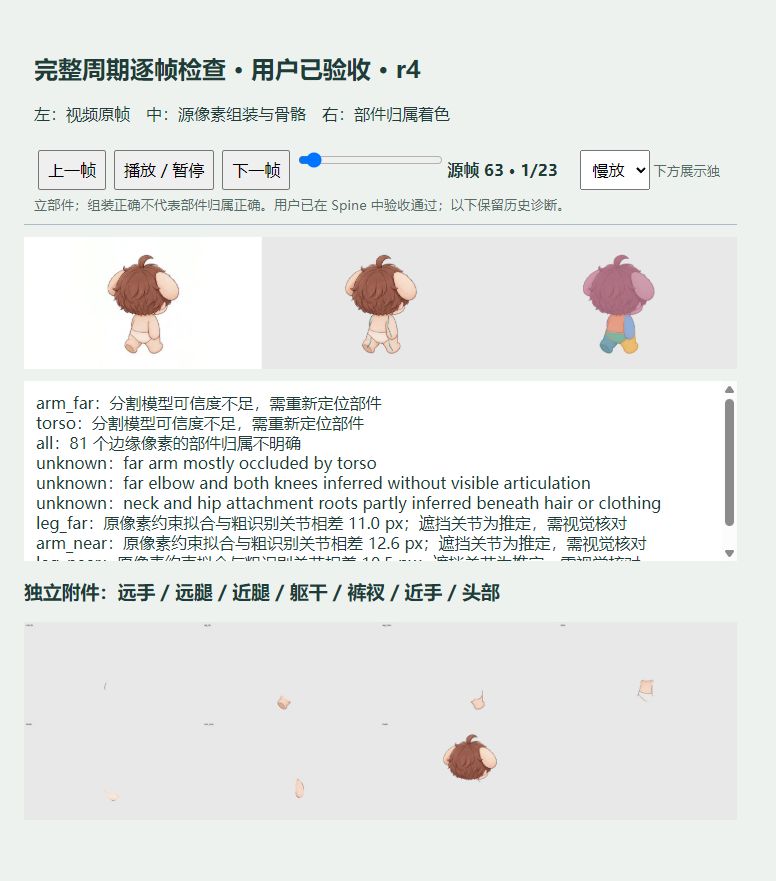 完整周期逐帧检查 • 用户已验收 • r4
左：视频原帧 中：源像素组装与骨骼 右：部件归属着色
上一帧 播放 / 暂停 下一帧 源帧 63 • 1/23 慢放 下方展示独
立部件；组装正确不代表部件归属正确。用户已在 Spine 中验收通过；以下保留历史诊断。
arm_far：分割模型可信度不足，需重新定位部件
torso：分割模型可信度不足，需重新定位部件
all：81 个边缘像素的部件归属不明确
unknown：far arm mostly occluded by torso
unknown：far elbow and both knees inferred without visible articulation
unknown：neck and hip attachment roots partly inferred beneath hair or clothing
leg_far：原像素约束拟合与粗识别关节相差 11.0 px；遮挡关节为推定，需视觉核对
arm_near：原像素约束拟合与粗识别关节相差 12.6 px；遮挡关节为推定，需视觉核对
独立附件：远手 / 远腿 / 近腿 / 躯干 / 裤衩 / 近手 / 头部